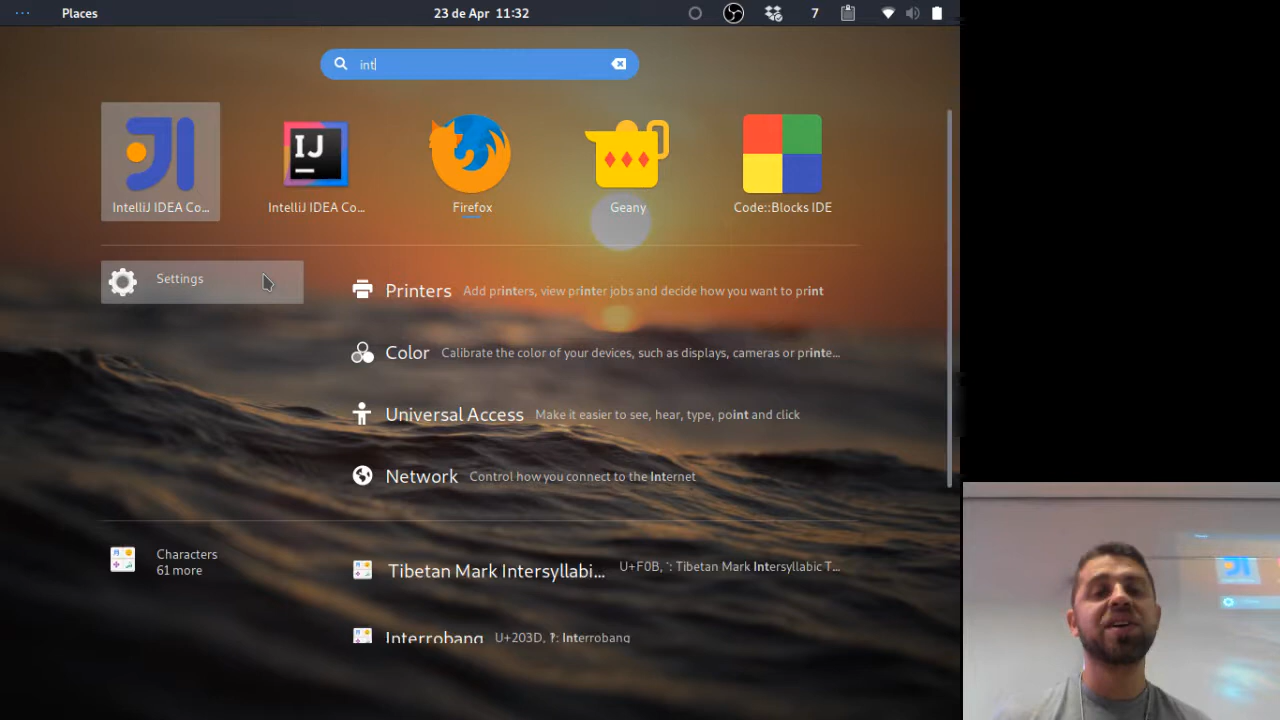 Places
23 de Apr 11:32
7
int
IJ
IntelliJ IDEA Co...
IntelliJ IDEA Co...
Firefox
Geany
Code::Blocks IDE
Settings
Printers Add printers, view printer jobs and decide how you want to print
Color Calibrate the color of your devices, such as displays, cameras or printe...
Universal Access Make it easier to see, hear, type, point and click
Network Control how you connect to the Internet
Characters
61 more
Tibetan Mark Intersyllabi... U+F0B, ་: Tibetan Mark Intersyllabic T...
Interrobang U+203D, ‽: Interrobang